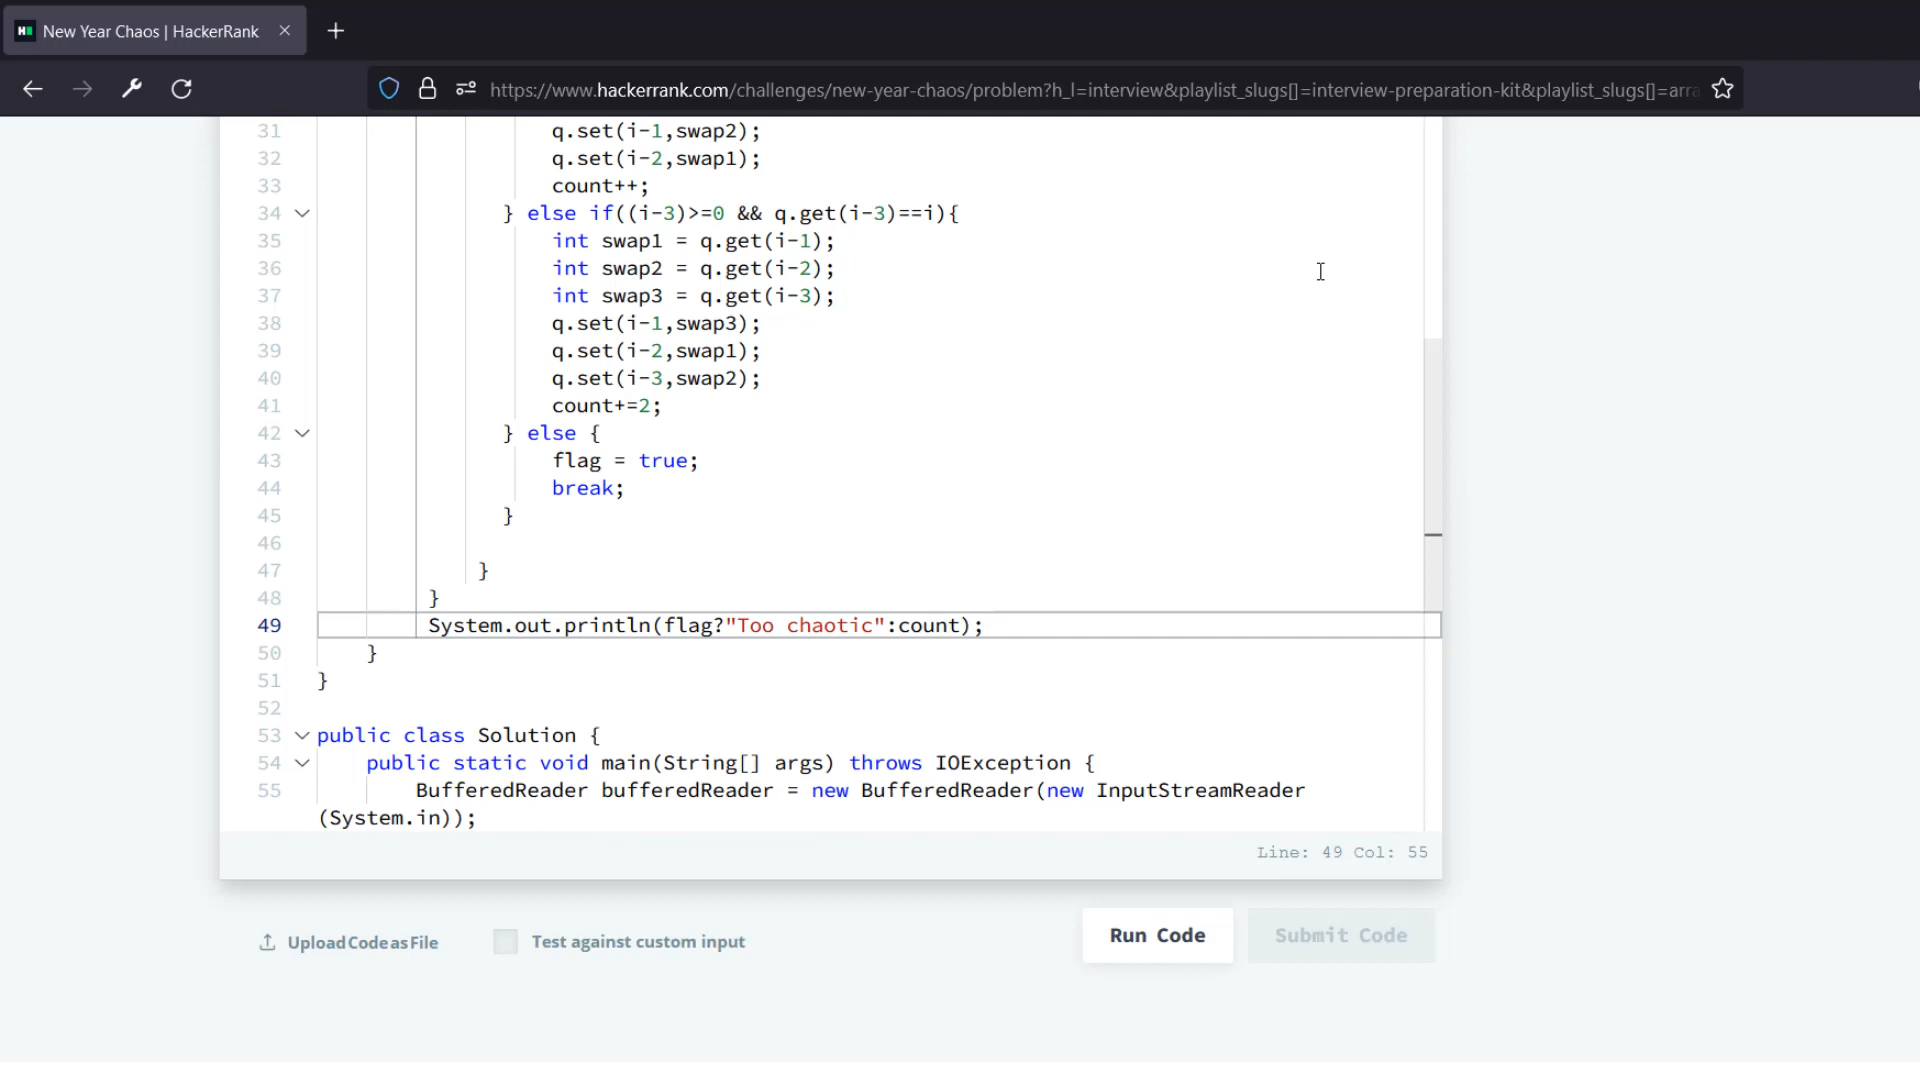 New Year Chaos | HackerRank
https://www.hackerrank.com/challenges/new-year-chaos/problem?h_l=interview&playlist_slugs[]=interview-preparation-kit&playlist_slugs[]=arra
31 q.set(i-1,swap2);
32 q.set(i-2,swap1);
33 count++;
34 } else if((i-3)>=0 && q.get(i-3)==i){
35 int swap1 = q.get(i-1);
36 int swap2 = q.get(i-2);
37 int swap3 = q.get(i-3);
38 q.set(i-1,swap3);
39 q.set(i-2,swap1);
40 q.set(i-3,swap2);
41 count+=2;
42 } else {
43 flag = true;
44 break;
45 }
46
47 }
48 }
49 System.out.println(flag?"Too chaotic":count);
50 }
51 }
52
53 public class Solution {
54 public static void main(String[] args) throws IOException {
55 BufferedReader bufferedReader = new BufferedReader(new InputStreamReader
(System.in));
Line: 49 Col: 55
Upload Code as File
Test against custom input
Run Code
Submit Code